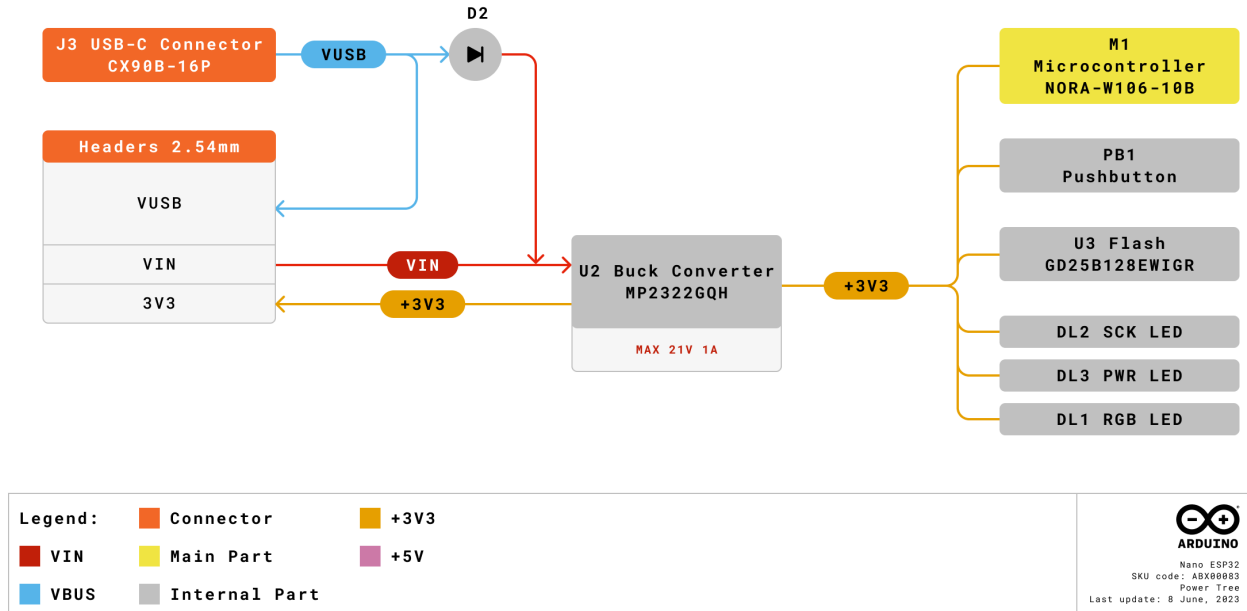 D2
J3 USB-C Connector
CX90B-16P
VUSB
M1
Microcontroller
NORA-W106-10B
Headers 2.54mm
VUSB
VIN
3V3
VIN
+3V3
U2 Buck Converter
MP2322GQH
MAX 21V 1A
+3V3
PB1
Pushbutton
U3 Flash
GD25B128EWIGR
DL2 SCK LED
DL3 PWR LED
DL1 RGB LED
Legend:
Connector
+3V3
VIN
Main Part
+5V
VBUS
Internal Part
ARDUINO
Nano ESP32
SKU code: ABX00083
Power Tree
Last update: 8 June, 2023